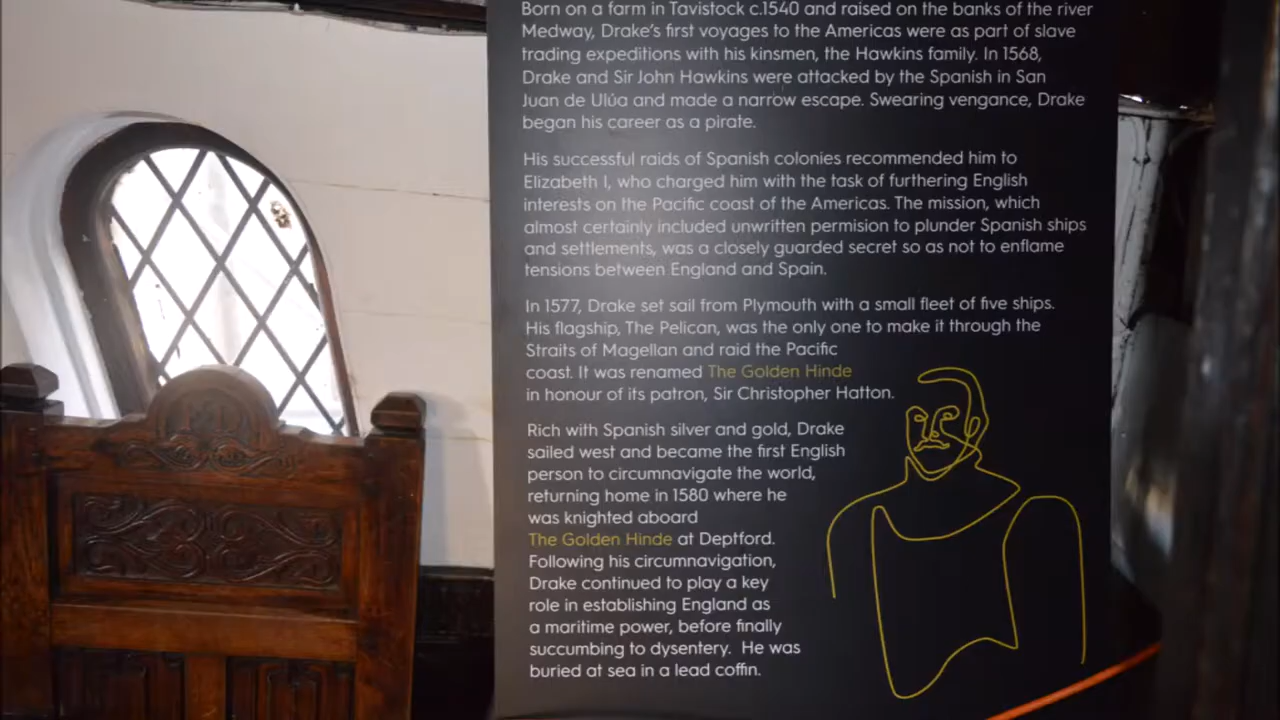 Born on a farm in Tavistock c.1540 and raised on the banks of the river
Medway, Drake's first voyages to the Americas were as part of slave
trading expeditions with his kinsmen, the Hawkins family. In 1568,
Drake and Sir John Hawkins were attacked by the Spanish in San
Juan de Ulúa and made a narrow escape. Swearing vengance, Drake
began his career as a pirate.
His successful raids of Spanish colonies recommended him to
Elizabeth I, who charged him with the task of furthering English
interests on the Pacific coast of the Americas. The mission, which
almost certainly included unwritten permision to plunder Spanish ships
and settlements, was a closely guarded secret so as not to enflame
tensions between England and Spain.
In 1577, Drake set sail from Plymouth with a small fleet of five ships.
His flagship, The Pelican, was the only one to make it through the
Straits of Magellan and raid the Pacific
coast. It was renamed The Golden Hinde
in honour of its patron, Sir Christopher Hatton.
Rich with Spanish silver and gold, Drake
sailed west and became the first English
person to circumnavigate the world,
returning home in 1580 where he
was knighted aboard
The Golden Hinde at Deptford.
Following his circumnavigation,
Drake continued to play a key
role in establishing England as
a maritime power, before finally
succumbing to dysentery. He was
buried at sea in a lead coffin.